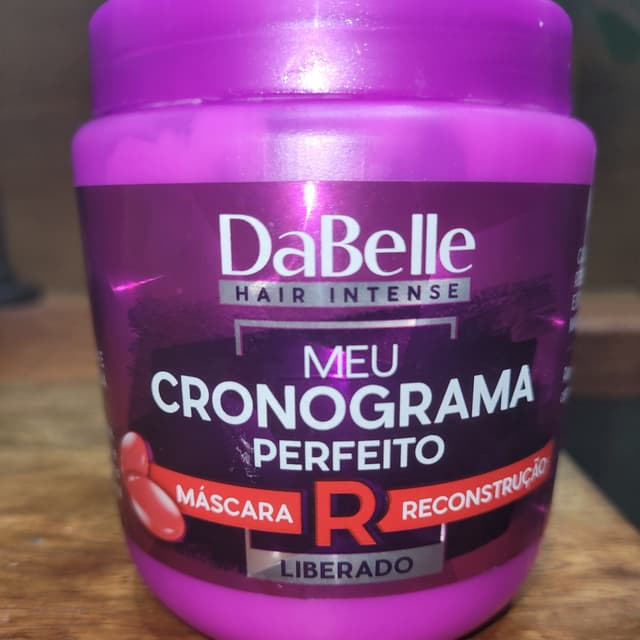 DaBelle
HAIR INTENSE
MEU
CRONOGRAMA
PERFEITO
MÁSCARA R RECONSTRUÇÃO
LIBERADO